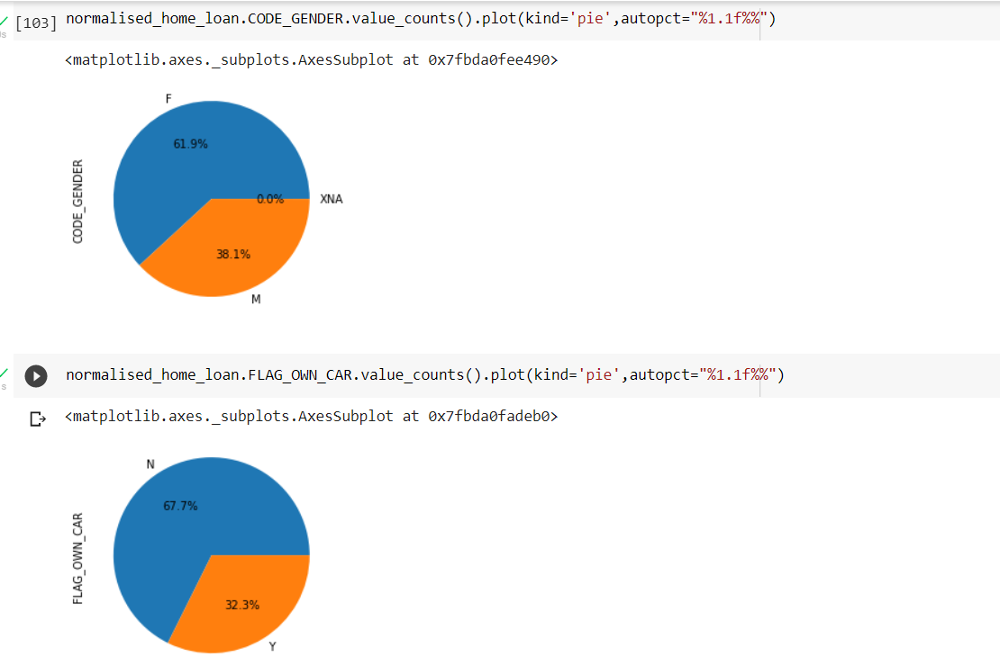 [103] normalised_home_loan.CODE_GENDER.value_counts().plot(kind='pie',autopct="%1.1f%%")
<matplotlib.axes._subplots.AxesSubplot at 0x7fbda0fee490>
F
61.9%
CODE_GENDER
0.0% XNA
38.1%
M
normalised_home_loan.FLAG_OWN_CAR.value_counts().plot(kind='pie',autopct="%1.1f%%")
s
<matplotlib.axes._subplots.AxesSubplot at 0x7fbda0fadeb0>
N
67.7%
FLAG_OWN_CAR
32.3%
Y